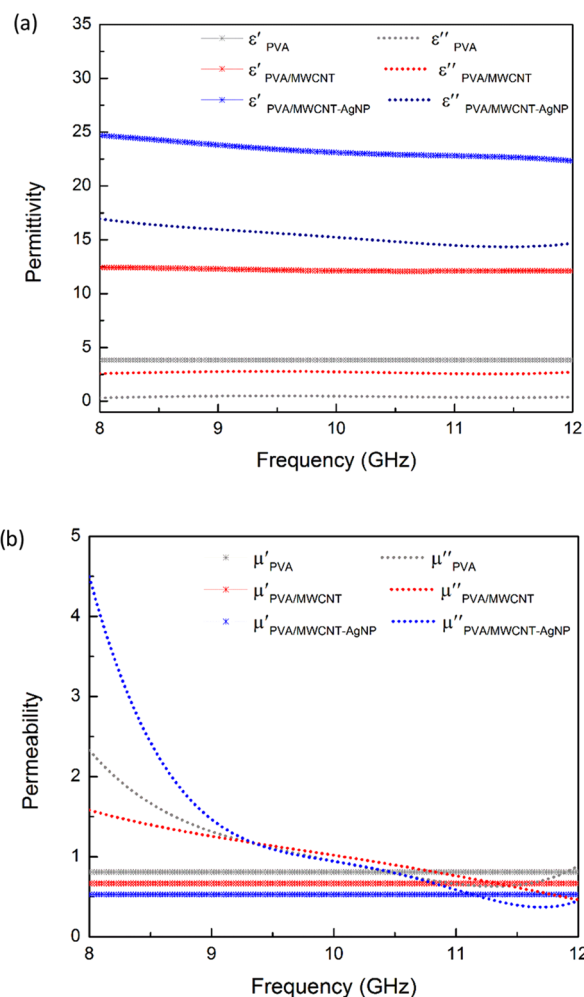 (a)
35
30
25
20
15
10
5
0
Permittivity
ε′ PVA ε′′ PVA
ε′ PVA/MWCNT ε′′ PVA/MWCNT
ε′ PVA/MWCNT-AgNP ε′′ PVA/MWCNT-AgNP
8 9 10 11 12
Frequency (GHz)
(b)
5
4
3
2
1
0
Permeability
μ′PVA μ′′PVA
μ′PVA/MWCNT μ′′PVA/MWCNT
μ′PVA/MWCNT-AgNP μ′′PVA/MWCNT-AgNP
8 9 10 11 12
Frequency (GHz)